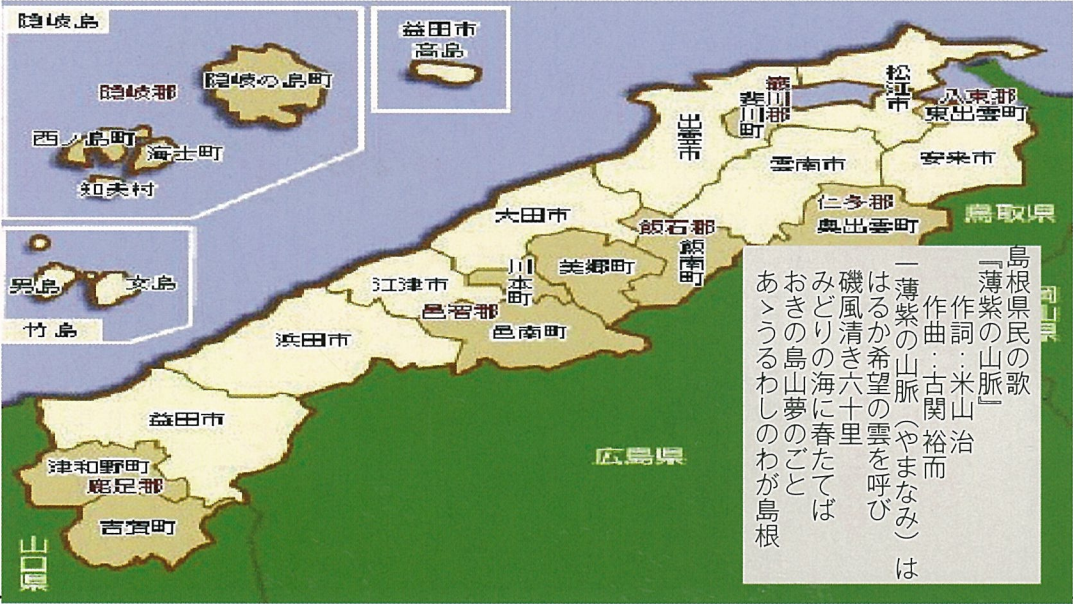 隠岐島
隠岐の島町
隠岐郡
西ノ島町
海士町
知夫村
益田市
高島
男島
女島
竹島
松江市
簸川郡
斐川町
出雲市
八束郡
東出雲町
安来市
雲南市
仁多郡
奥出雲町
鳥取県
大田市
飯石郡
飯南町
美郷町
川本町
江津市
邑智郡
邑南町
浜田市
益田市
津和野町
鹿足郡
吉賀町
山口県
広島県
島根県民の歌
『薄紫の山脈』
作詞：米山 治
作曲：古関 裕而
一薄紫の山脈（やまなみ）は
はるか希望の雲を呼び
磯風清き六十里
みどりの海に春たてば
おきの島山夢のごと
あゝうるわしのわが島根